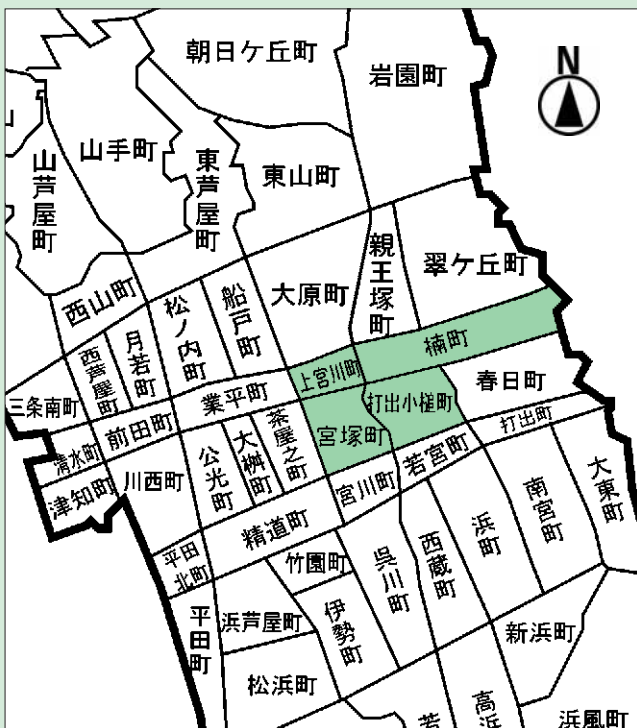 朝日ケ丘町
岩園町
N
山手町
山芦屋町
東芦屋町
東山町
親王塚町
翠ケ丘町
大原町
西山町
松ノ内町
船戸町
月若町
西芦屋町
三条南町
上宮川町
楠町
業平町
打出小槌町
春日町
前田町
清水町
津知町
川西町
公光町
大桝町
茶屋之町
宮塚町
打出町
若宮町
宮川町
大東町
南宮町
浜町
西蔵町
呉川町
精道町
竹園町
平田北町
平田町
浜芦屋町
伊勢町
松浜町
新浜町
高浜
若
浜風町
山